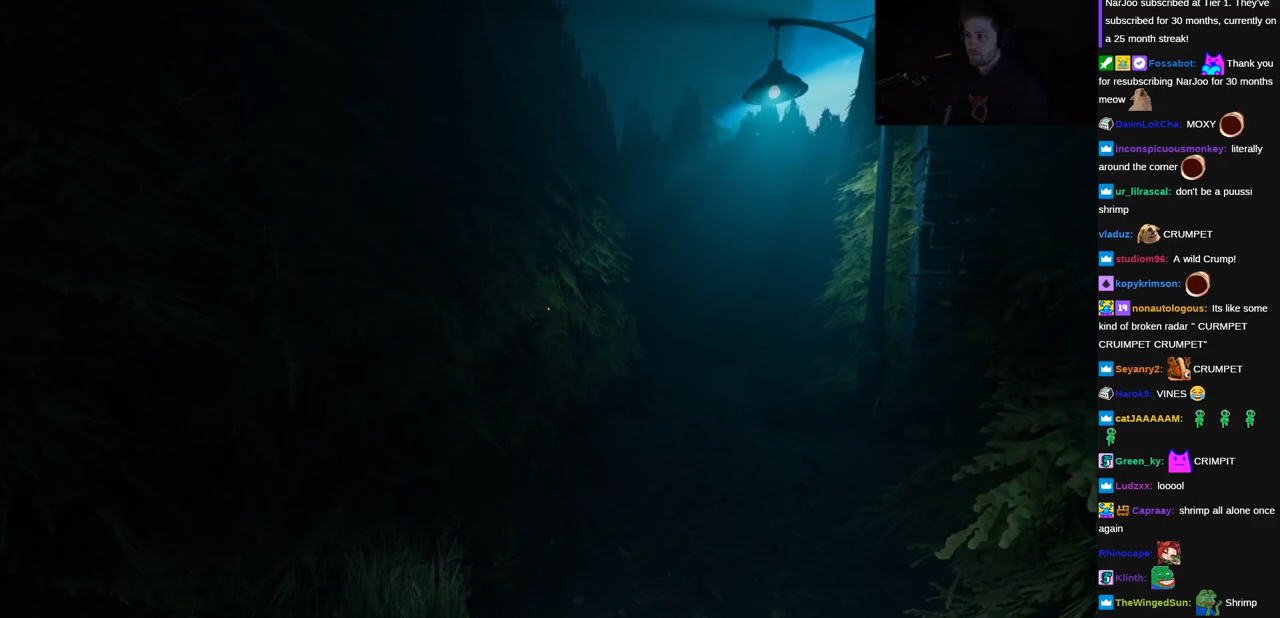 NarJoo subscribed at Tier 1. They've
subscribed for 30 months, currently on
a 25 month streak!
Fossabot: Thank you
for resubscribing NarJoo for 30 months
meow
DawnLokCha: MOXY
inconspicuousmonkey: literally
around the corner
ur_lilrascal: don't be a puussi
shrimp
vladuz: CRUMPET
studiom96: A wild Crump!
kopykrimson:
19 nonautologous: Its like some
kind of broken radar " CURMPET
CRUIMPET CRUMPET"
Seyanry2: CRUMPET
Harok9: VINES
catJAAAAAM:
Green_ky: CRIMPIT
Ludzxx: looool
Capraay: shrimp all alone once
again
Rhinocape:
Klinth:
TheWingedSun: Shrimp